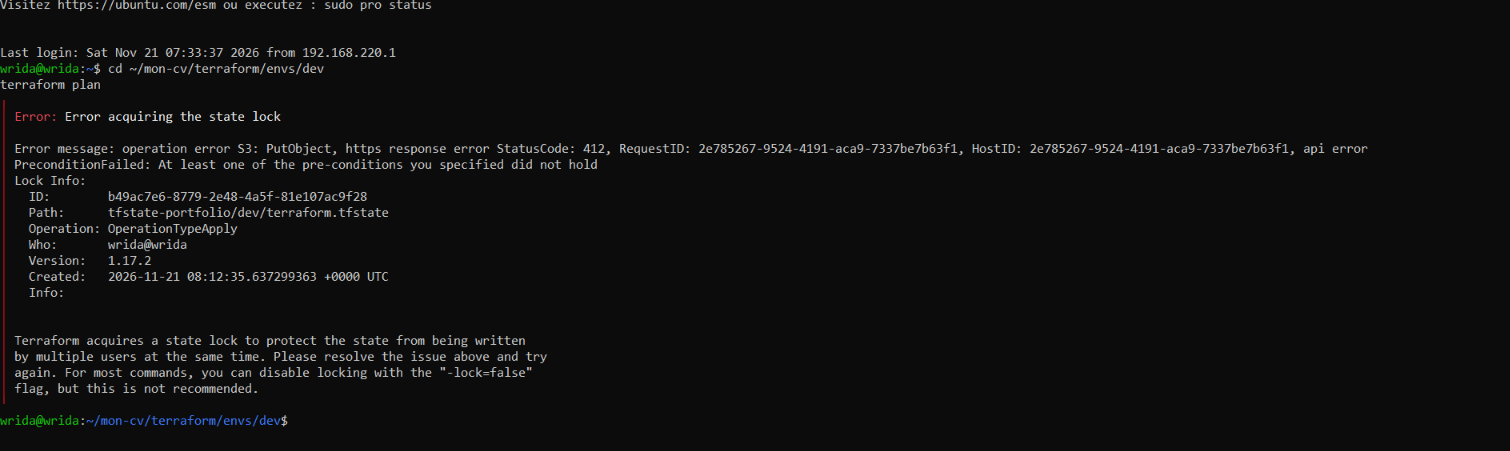 Visitez https://ubuntu.com/esm ou executez : sudo pro status
Last login: Sat Nov 21 07:33:37 2026 from 192.168.220.1
wrida@wrida:~$ cd ~/mon-cv/terraform/envs/dev
terraform plan
Error: Error acquiring the state lock
Error message: operation error S3: PutObject, https response error StatusCode: 412, RequestID: 2e785267-9524-4191-aca9-7337be7b63f1, HostID: 2e785267-9524-4191-aca9-7337be7b63f1, api error
PreconditionFailed: At least one of the pre-conditions you specified did not hold
Lock Info:
ID: b49ac7e6-8779-2e48-4a5f-81e107ac9f28
Path: tfstate-portfolio/dev/terraform.tfstate
Operation: OperationTypeApply
Who: wrida@wrida
Version: 1.17.2
Created: 2026-11-21 08:12:35.637299363 +0000 UTC
Info:
Terraform acquires a state lock to protect the state from being written
by multiple users at the same time. Please resolve the issue above and try
again. For most commands, you can disable locking with the "-lock=false"
flag, but this is not recommended.
wrida@wrida:~/mon-cv/terraform/envs/dev$